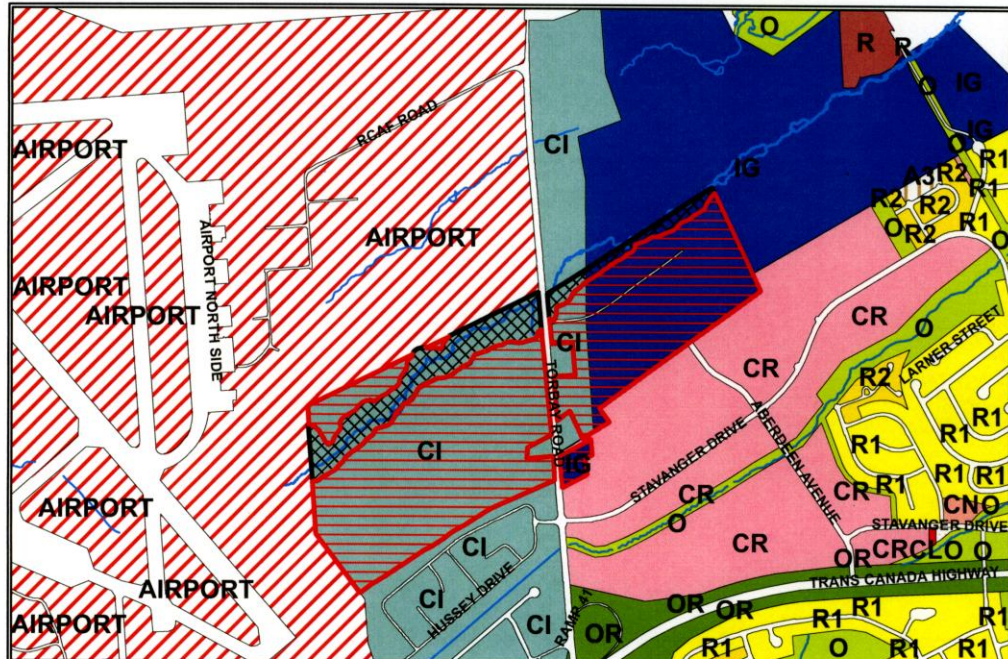 O
R
R
O
IG
AIRPORT
RCAF ROAD
CI
IG
IG
O
R1
A3
R2
R1
R2
R2
R1
O
R2
O
AIRPORT
AIRPORT NORTH SIDE
AIRPORT
AIRPORT
CI
CR
O
LARNER STREET
CR
R2
TORBAY ROAD
ABERDEEN AVENUE
R1
R1
CI
STAVANGER DRIVE
R1
IG
R1
R1
R1
CR
CR
CNO
AIRPORT
O
STAVANGER DRIVE
CI
CR
OR
CRCLO
O
TRANS CANADA HIGHWAY
AIRPORT
CI
HUSSEY DRIVE
RAMP 41
OR
OR
R1
R1
R1
AIRPORT
CI
OR
R1
O
R1
R1